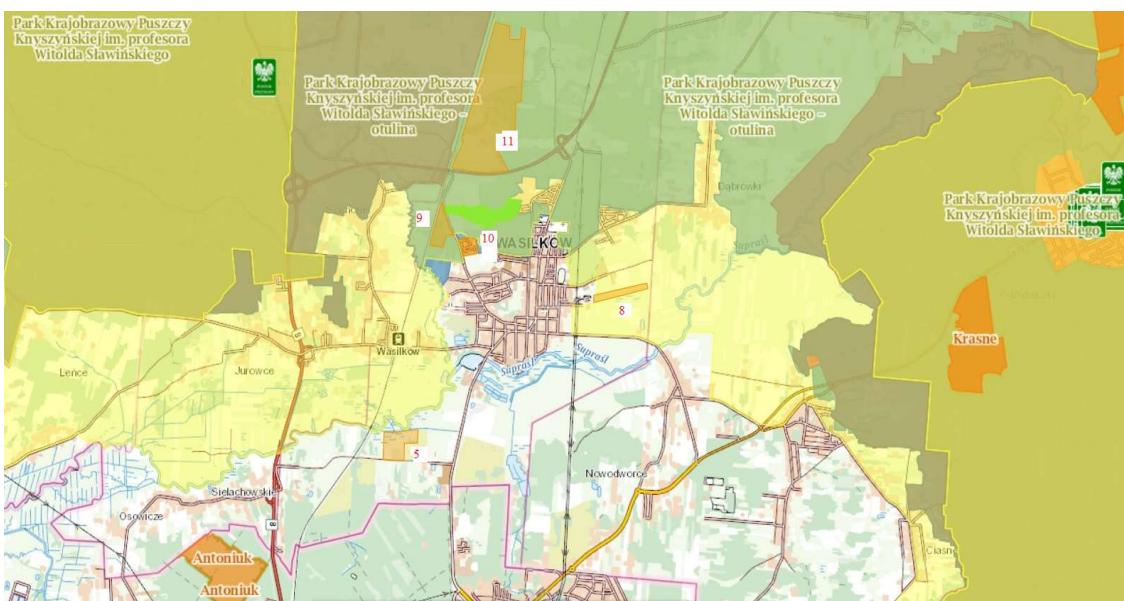 Park Krajobrazowy Puszczy
Knyszyńskiej im. profesora
Witolda Sławińskiego
Park Krajobrazowy Puszczy
Knyszyńskiej im. profesora
Witolda Sławińskiego -
otulina
Park Krajobrazowy Puszczy
Knyszyńskiej im. profesora
Witolda Sławińskiego -
otulina
11
Dąbrówki
Park Krajobrazowy Puszczy
Knyszyńskiej im. profesora
Witolda Sławińskiego
9
10
WASILKÓW
8
Krasne
Wasilków
Supraśl
Supraśl
Supraśl
Leńce
Jurowce
5
Nowodworce
Sielachowskie
Osowicze
8
Antoniuk
Antoniuk
Ciasne